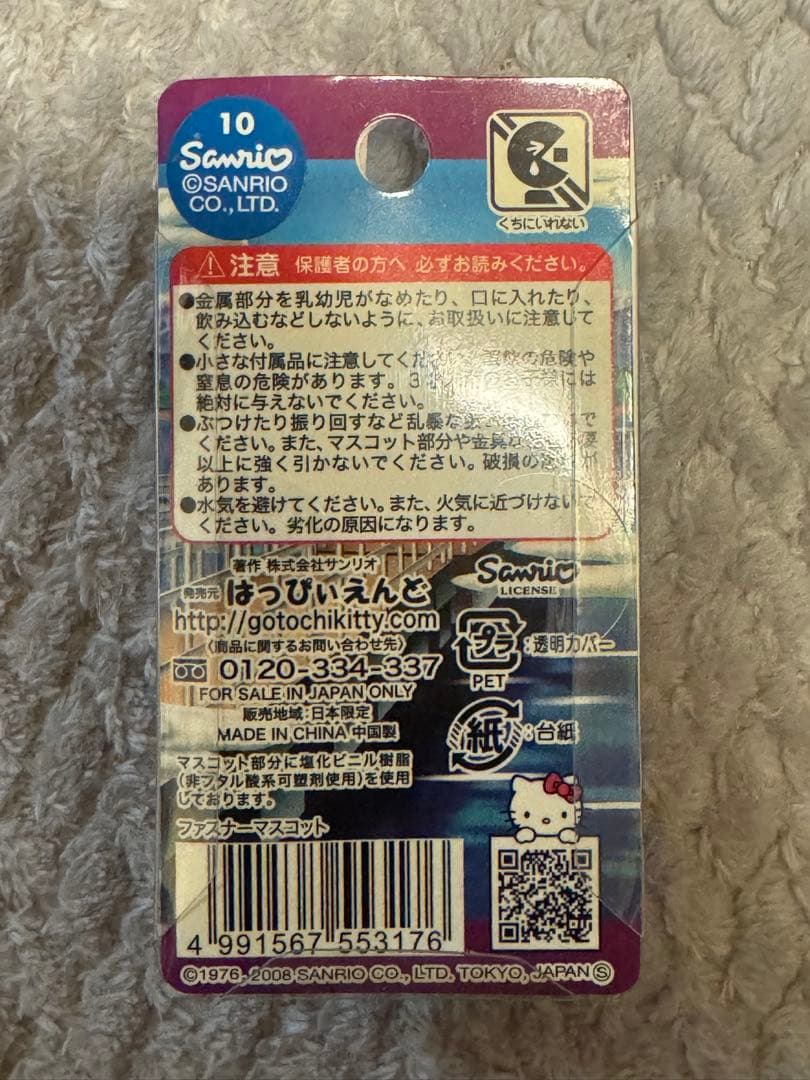 10
Sanrio
©SANRIO
CO.,LTD.
くちにいれない
注意 保護者の方へ 必ずお読みください。
●金属部分を乳幼児がなめたり、口に入れたり、
飲み込むなどしないように、お取扱いに注意して
ください。
●小さな付属品に注意してくだ の危険や
窒息の危険があります。3 には
絶対に与えないでください。
●ぶつけたり振り回すなど乱暴な で
ください。また、マスコット部分や金具
以上に強く引かないでください。破損の が
あります。
●水気を避けてください。また、火気に近づけない
ください。劣化の原因になります。
著作 株式会社サンリオ
発売元 はっぴぃえんど
http://gotochikitty.com
〈商品に関するお問い合わせ先〉
0120-334-337
FOR SALE IN JAPAN ONLY
販売地域:日本限定
MADE IN CHINA 中国製
Sanrio
LICENSE
プラ :透明カバー
PET
紙 :台紙
マスコット部分に塩化ビニル樹脂
(非フタル酸系可塑剤使用)を使用
しております。
ファスナーマスコット
4 991567 553176
©1976, 2008 SANRIO CO., LTD. TOKYO, JAPAN Ⓢ